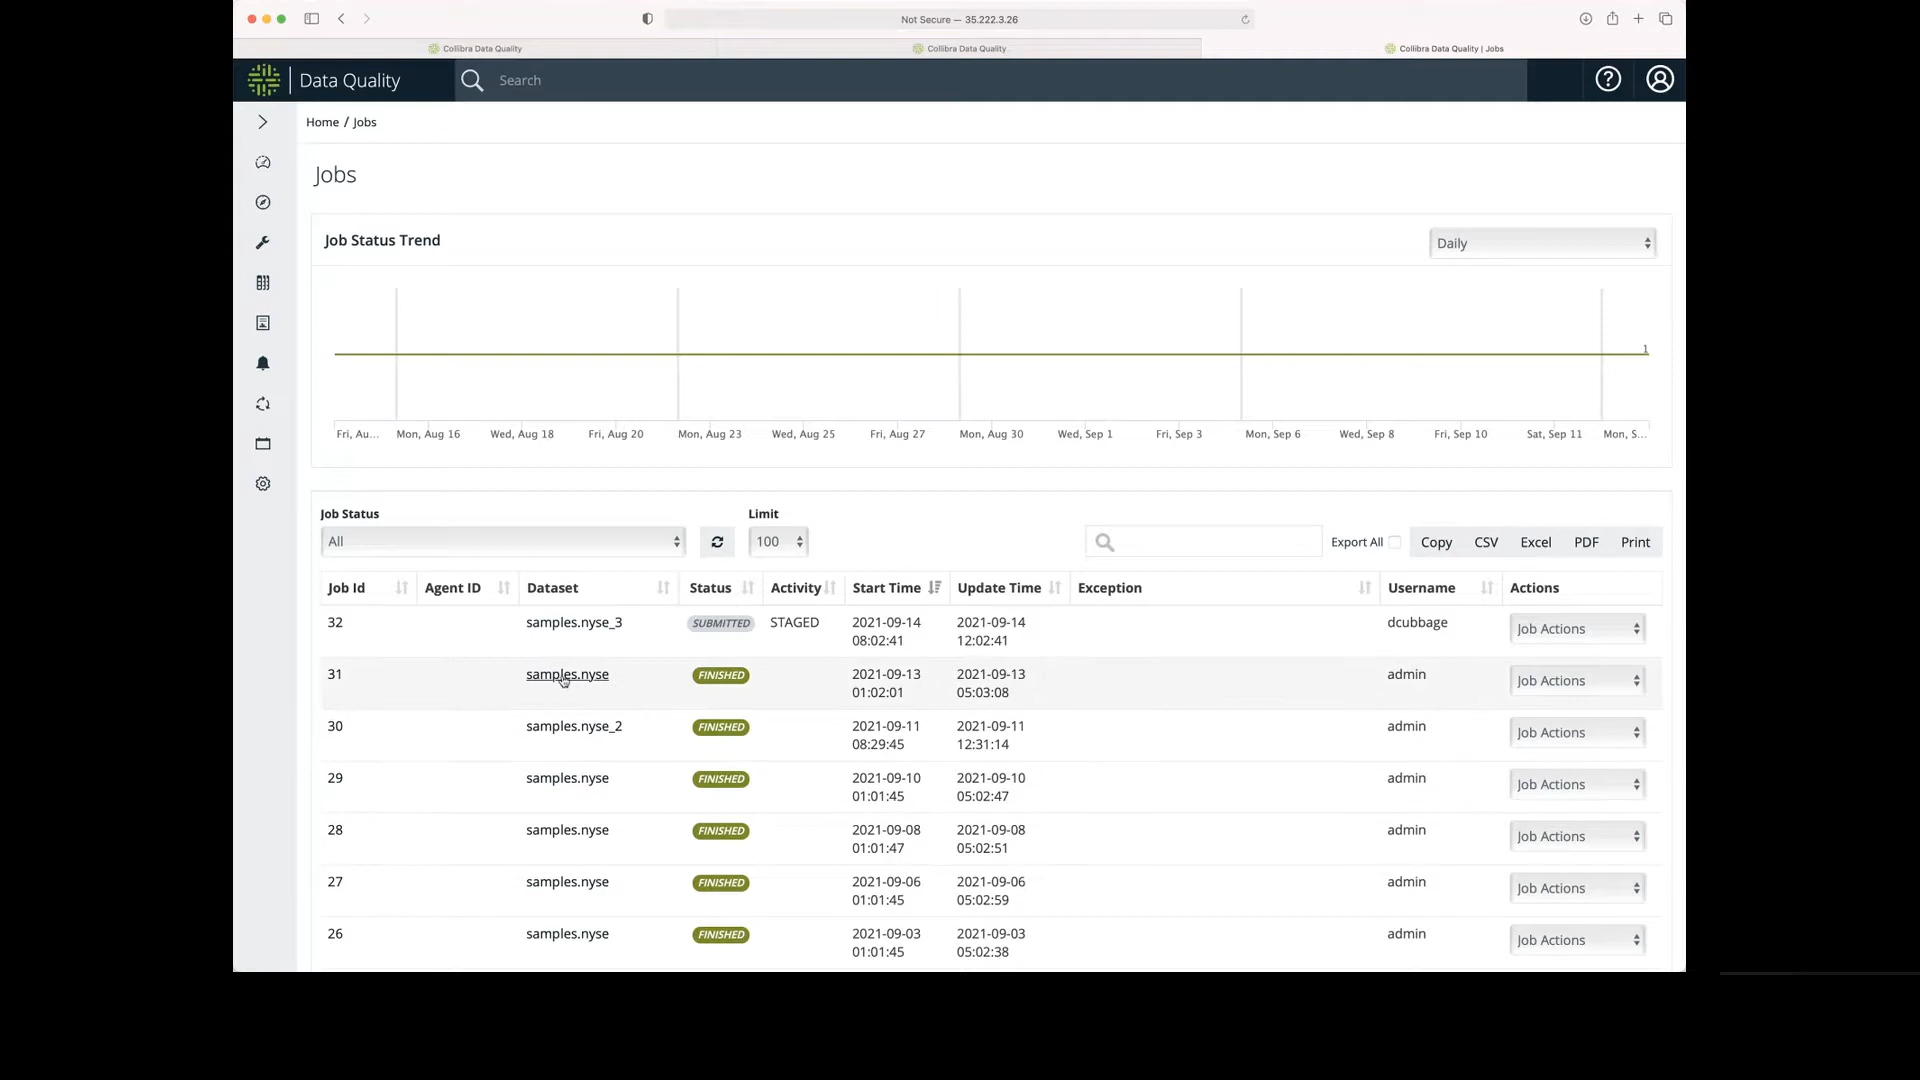 Not Secure — 35.222.3.26
Collibra Data Quality
Collibra Data Quality
Collibra Data Quality | Jobs
Data Quality
Search
Home / Jobs
Jobs
Job Status Trend
Daily
1
Fri, Au... Mon, Aug 16 Wed, Aug 18 Fri, Aug 20 Mon, Aug 23 Wed, Aug 25 Fri, Aug 27 Mon, Aug 30 Wed, Sep 1 Fri, Sep 3 Mon, Sep 6 Wed, Sep 8 Fri, Sep 10 Sat, Sep 11 Mon, S...
Job Status Limit
All 100 Export All Copy CSV Excel PDF Print
Job Id Agent ID Dataset Status Activity Start Time Update Time Exception Username Actions
32 samples.nyse_3 SUBMITTED STAGED 2021-09-14 2021-09-14 dcubbage Job Actions
08:02:41 12:02:41
31 samples.nyse FINISHED 2021-09-13 2021-09-13 admin Job Actions
01:02:01 05:03:08
30 samples.nyse_2 FINISHED 2021-09-11 2021-09-11 admin Job Actions
08:29:45 12:31:14
29 samples.nyse FINISHED 2021-09-10 2021-09-10 admin Job Actions
01:01:45 05:02:47
28 samples.nyse FINISHED 2021-09-08 2021-09-08 admin Job Actions
01:01:47 05:02:51
27 samples.nyse FINISHED 2021-09-06 2021-09-06 admin Job Actions
01:01:45 05:02:59
26 samples.nyse FINISHED 2021-09-03 2021-09-03 admin Job Actions
01:01:45 05:02:38